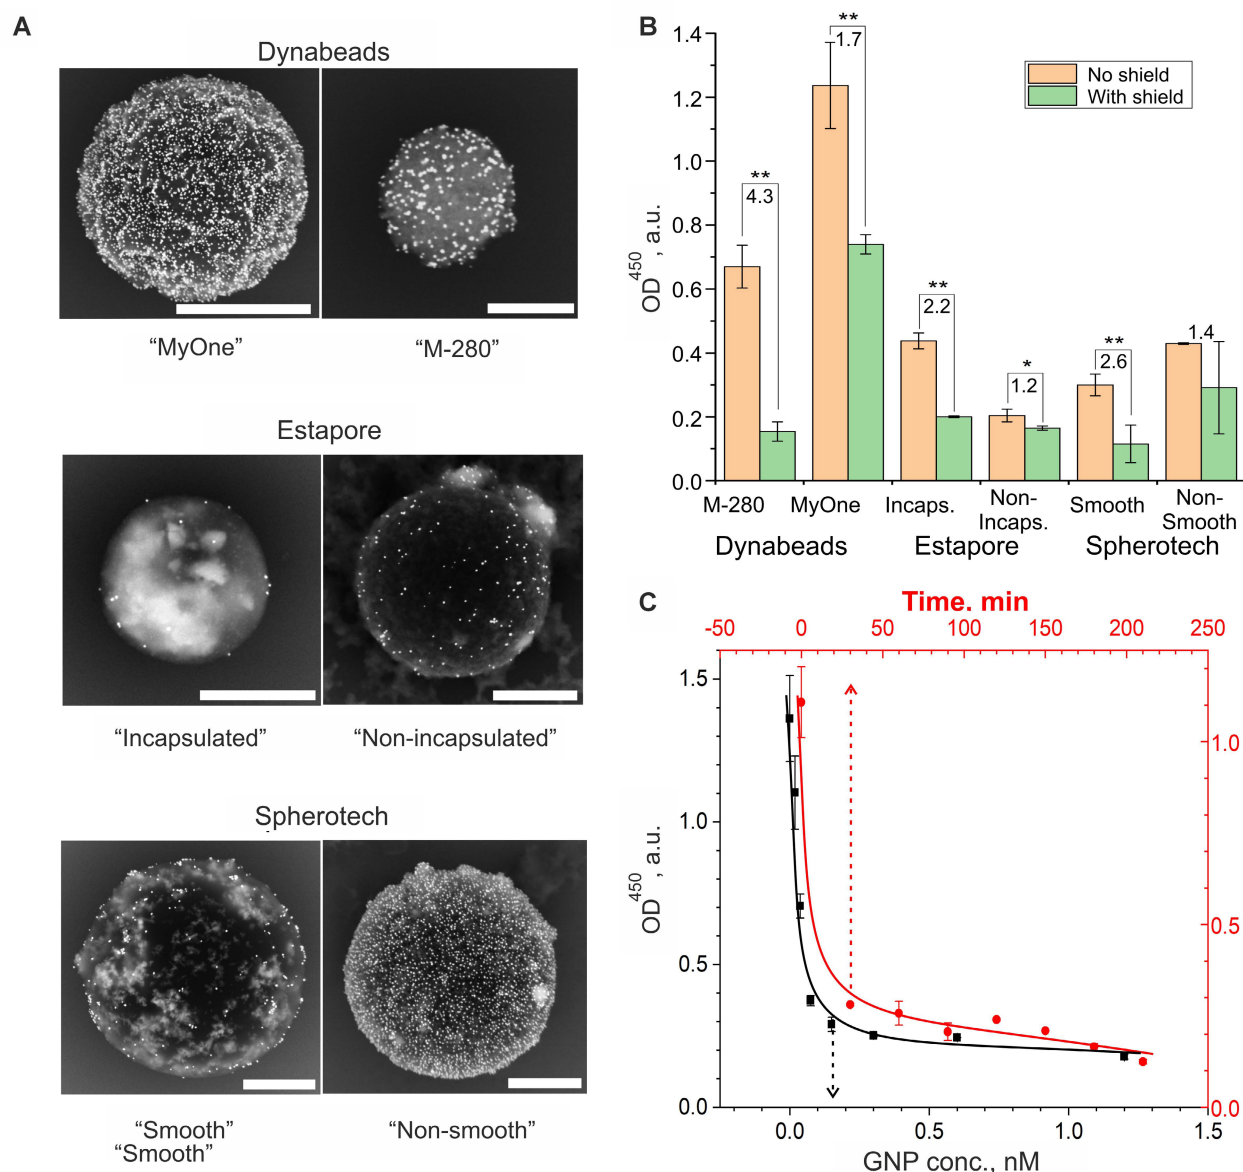 A
Dynabeads
“MyOne”
“M-280”
Estapore
“Incapsulated”
“Non-incapsulated”
Spherotech
“Smooth”
“Smooth”
“Non-smooth”
B
OD450, a.u.
1.4
1.2
1.0
0.8
0.6
0.4
0.2
0.0
No shield
With shield
**
4.3
**
1.7
**
2.2
*
1.2
**
2.6
1.4
M-280
MyOne
Incaps.
Non-
Incaps.
Smooth
Non-
Smooth
Dynabeads
Estapore
Spherotech
C
Time, min
-50 0 50 100 150 200 250
OD450, a.u.
1.5
1.0
0.5
0.0
1.0
0.5
0.0
0.0 0.5 1.0 1.5
GNP conc., nM